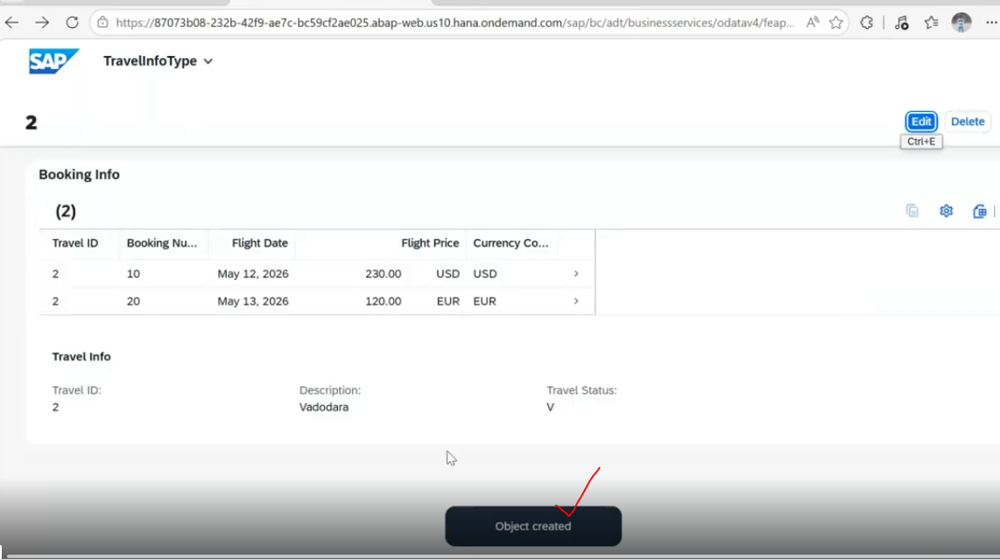 https://87073b08-232b-42f9-ae7c-bc59cf2ae025.abap-web.us10.hana.ondemand.com/sap/bc/adt/businessservices/odatav4/feap...
SAP TravelInfoType
2
Edit Delete
Ctrl+E
Booking Info
(2)
Travel ID Booking Nu... Flight Date Flight Price Currency Co...
2 10 May 12, 2026 230.00 USD USD
2 20 May 13, 2026 120.00 EUR EUR
Travel Info
Travel ID: Description: Travel Status:
2 Vadodara V
Object created